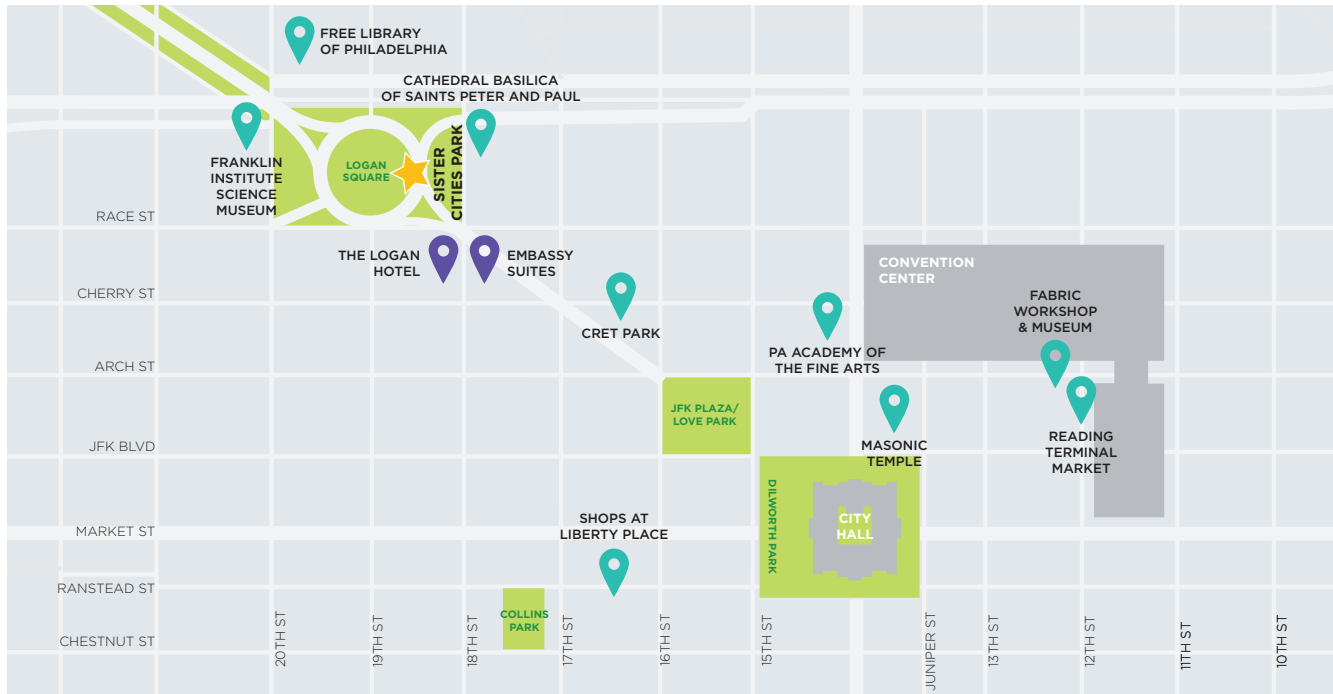 FREE LIBRARY
OF PHILADELPHIA
CATHEDRAL BASILICA
OF SAINTS PETER AND PAUL
FRANKLIN
INSTITUTE
SCIENCE
MUSEUM
LOGAN
SQUARE
SISTER
CITIES PARK
RACE ST
THE LOGAN
HOTEL
EMBASSY
SUITES
CONVENTION
CENTER
CHERRY ST
FABRIC
WORKSHOP
& MUSEUM
CRET PARK
PA ACADEMY OF
THE FINE ARTS
ARCH ST
JFK PLAZA/
LOVE PARK
JFK BLVD
MASONIC
TEMPLE
READING
TERMINAL
MARKET
DILWORTH PARK
CITY
HALL
MARKET ST
SHOPS AT
LIBERTY PLACE
RANSTEAD ST
COLLINS
PARK
CHESTNUT ST
20TH ST
19TH ST
18TH ST
17TH ST
16TH ST
15TH ST
JUNIPER ST
13TH ST
12TH ST
11TH ST
10TH ST